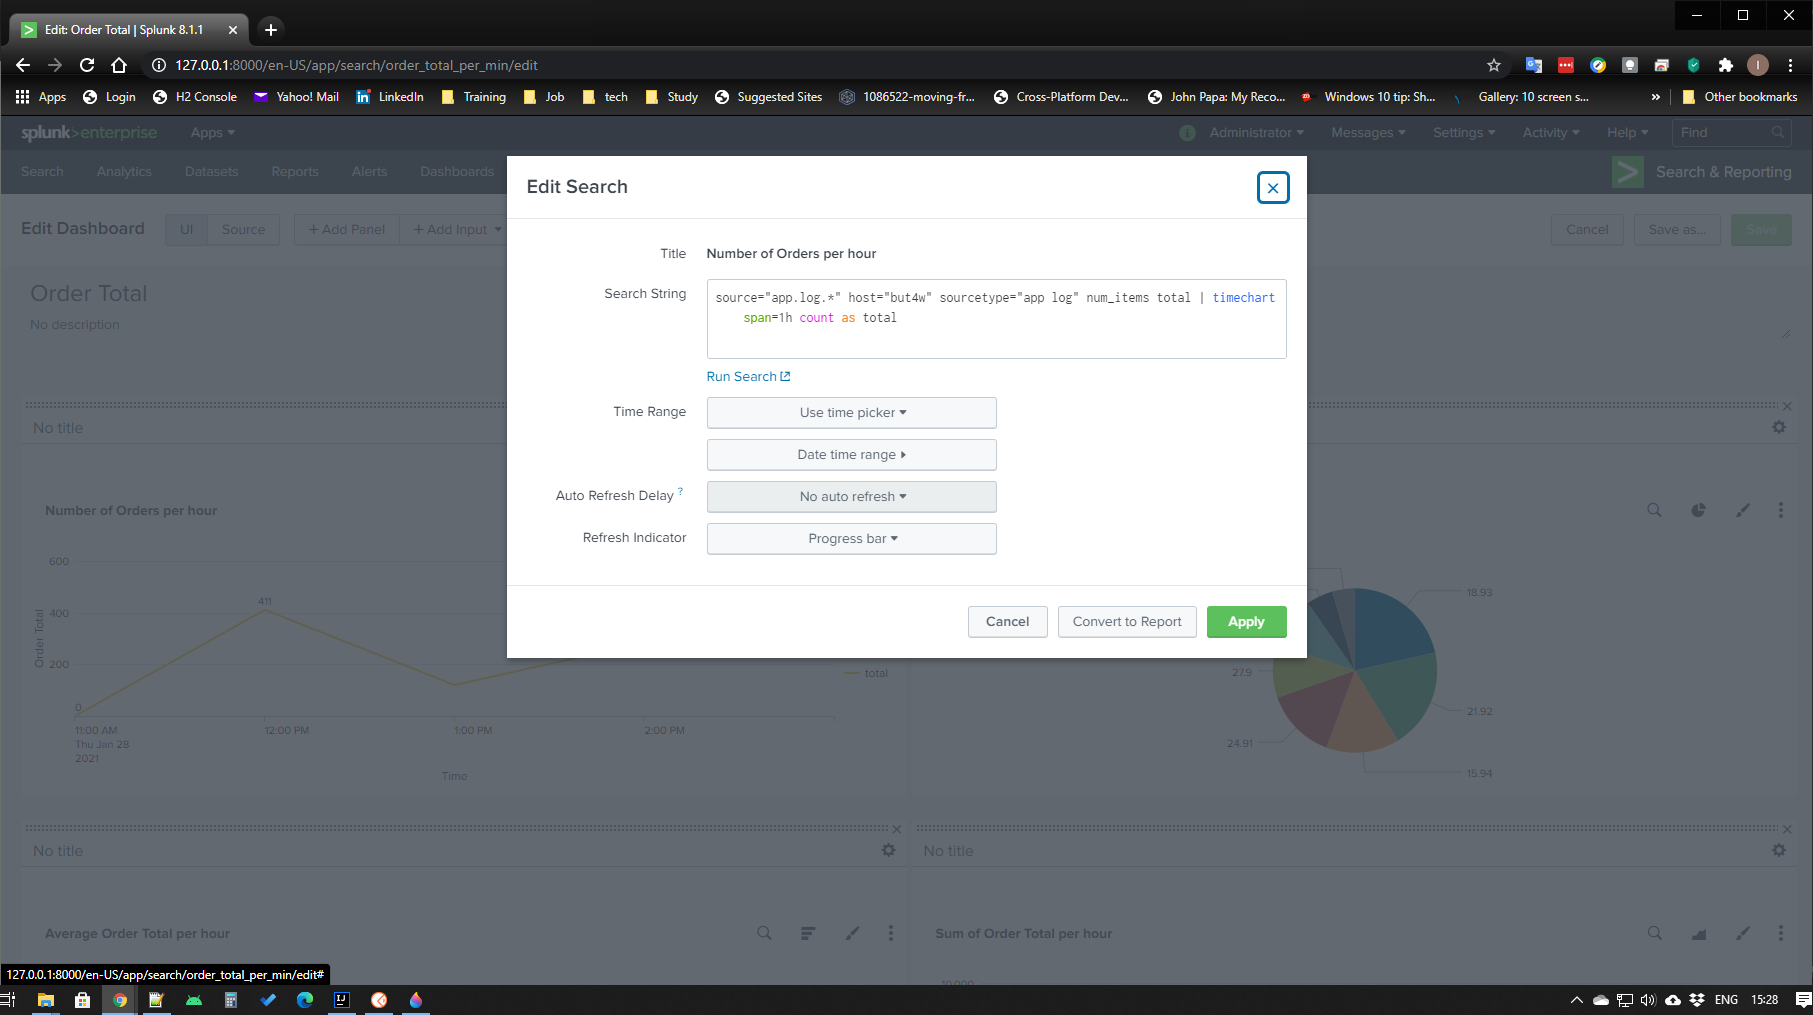 Edit: Order Total | Splunk 8.1.1
127.0.0.1:8000/en-US/app/search/order_total_per_min/edit
Apps Login H2 Console Yahoo! Mail LinkedIn Training Job tech Study Suggested Sites 1086522-moving-fr... Cross-Platform Dev... John Papa: My Reco... Windows 10 tip: Sh... Gallery: 10 screen s... » Other bookmarks
splunk>enterprise Apps Administrator Messages Settings Activity Help Find
Search Analytics Datasets Reports Alerts Dashboards Search & Reporting
Edit Dashboard UI Source + Add Panel + Add Input Cancel Save as... Save
Order Total
No description
Edit Search
Title Number of Orders per hour
Search String
source="app.log.*" host="but4w" sourcetype="app log" num_items total | timechart
span=1h count as total
Run Search
Time Range Use time picker
Date time range
Auto Refresh Delay ? No auto refresh
Refresh Indicator Progress bar
Cancel Convert to Report Apply
No title
Number of Orders per hour
600
400
200
0
411
Order Total
11:00 AM
Thu Jan 28
2021
12:00 PM
1:00 PM
2:00 PM
Time
total
18.93
21.92
15.94
24.91
27.9
No title
Average Order Total per hour
No title
Sum of Order Total per hour
10,000
127.0.0.1:8000/en-US/app/search/order_total_per_min/edit#
ENG 15:28